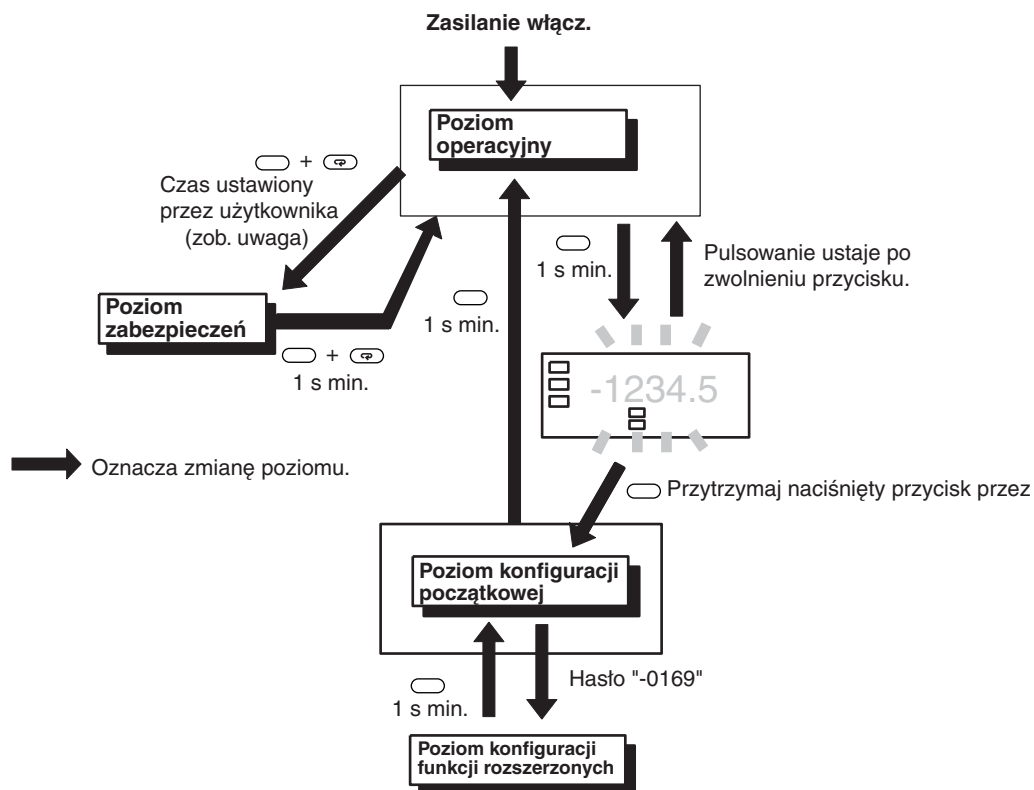 Zasilanie włącz.
Poziom
operacyjny
+
Czas ustawiony
przez użytkownika
(zob. uwaga)
1 s min.
Pulsowanie ustaje po
zwolnieniu przycisku.
Poziom
zabezpieczeń
1 s min.
+
1 s min.
-1234.5
Oznacza zmianę poziomu.
Przytrzymaj naciśnięty przycisk przez
Poziom konfiguracji
początkowej
Hasło "-0169"
1 s min.
Poziom konfiguracji
funkcji rozszerzonych